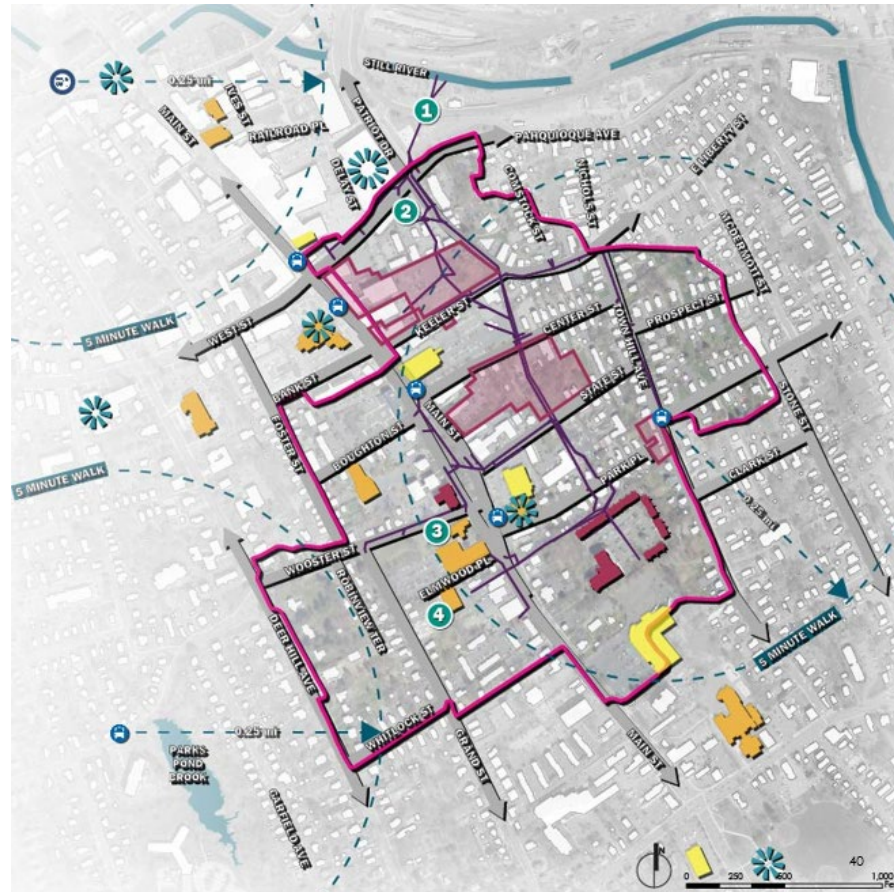 STILL RIVER
0.25 mi
IVES ST
MAIN ST
RAILROAD PL
PATRIOT DR
1
PAHQUIOQUE AVE
DELAY ST
2
COMSTOCK ST
NICHOLS ST
E LIBERTY ST
MCDERMOTT ST
5 MINUTE WALK
WEST ST
KEELER ST
CENTER ST
TOWN HILL AVE
PROSPECT ST
BANK ST
MAIN ST
STATE ST
FOSTER ST
BOUGHTON ST
STONE ST
5 MINUTE WALK
PARK PL
CLARK ST
0.25 mi
3
WOOSTER ST
ELMWOOD PL
ROBINVIEW TER
4
DEER HILL AVE
5 MINUTE WALK
0.25 mi
WHITLOCK ST
PARKS
POND
BROOK
GRAND ST
MAIN ST
GARFIELD AVE
N
40
0 250 500 1,000